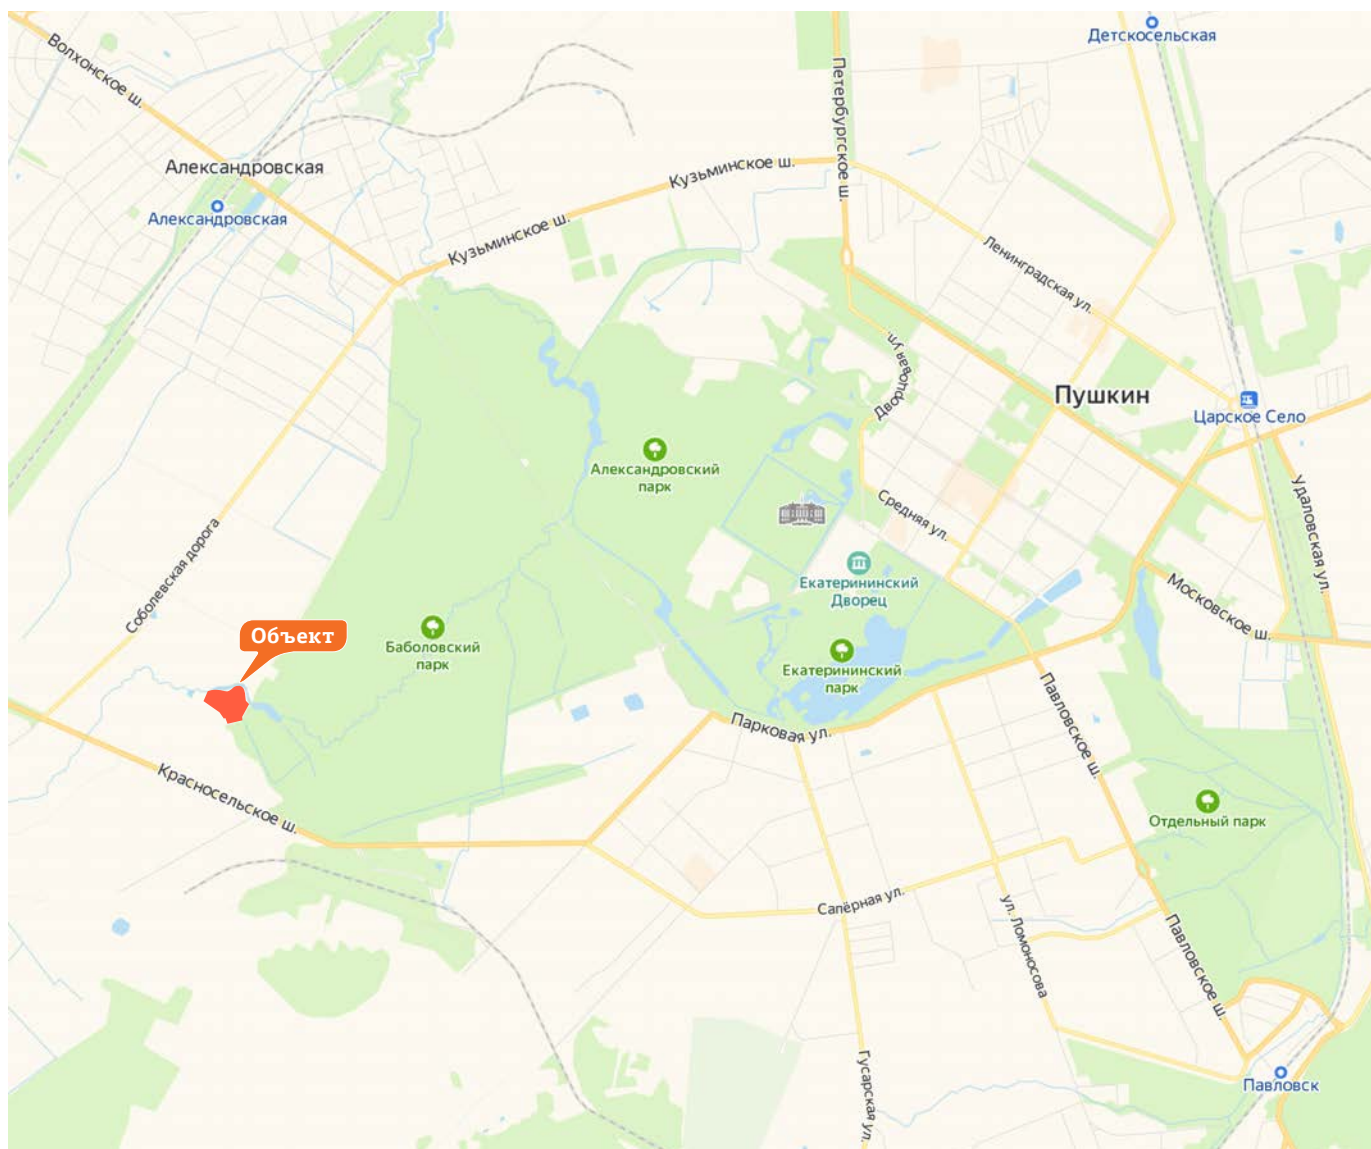 Детскосельская
Волхонское ш.
Петербургское ш.
Александровская
Кузьминское ш.
Александровская
Кузьминское ш.
Ленинградская ул.
Дворцовая ул.
Пушкин
Царское Село
Александровский
парк
Удаловская ул.
Средняя ул.
Соболевская дорога
Екатерининский
Дворец
Московское ш.
Объект
Баболовский
парк
Екатерининский
парк
Павловское ш.
Парковая ул.
Красносельское ш.
Отдельный парк
Сапёрная ул.
ул. Ломоносова
Павловское ш.
Гусарская ул.
Павловск